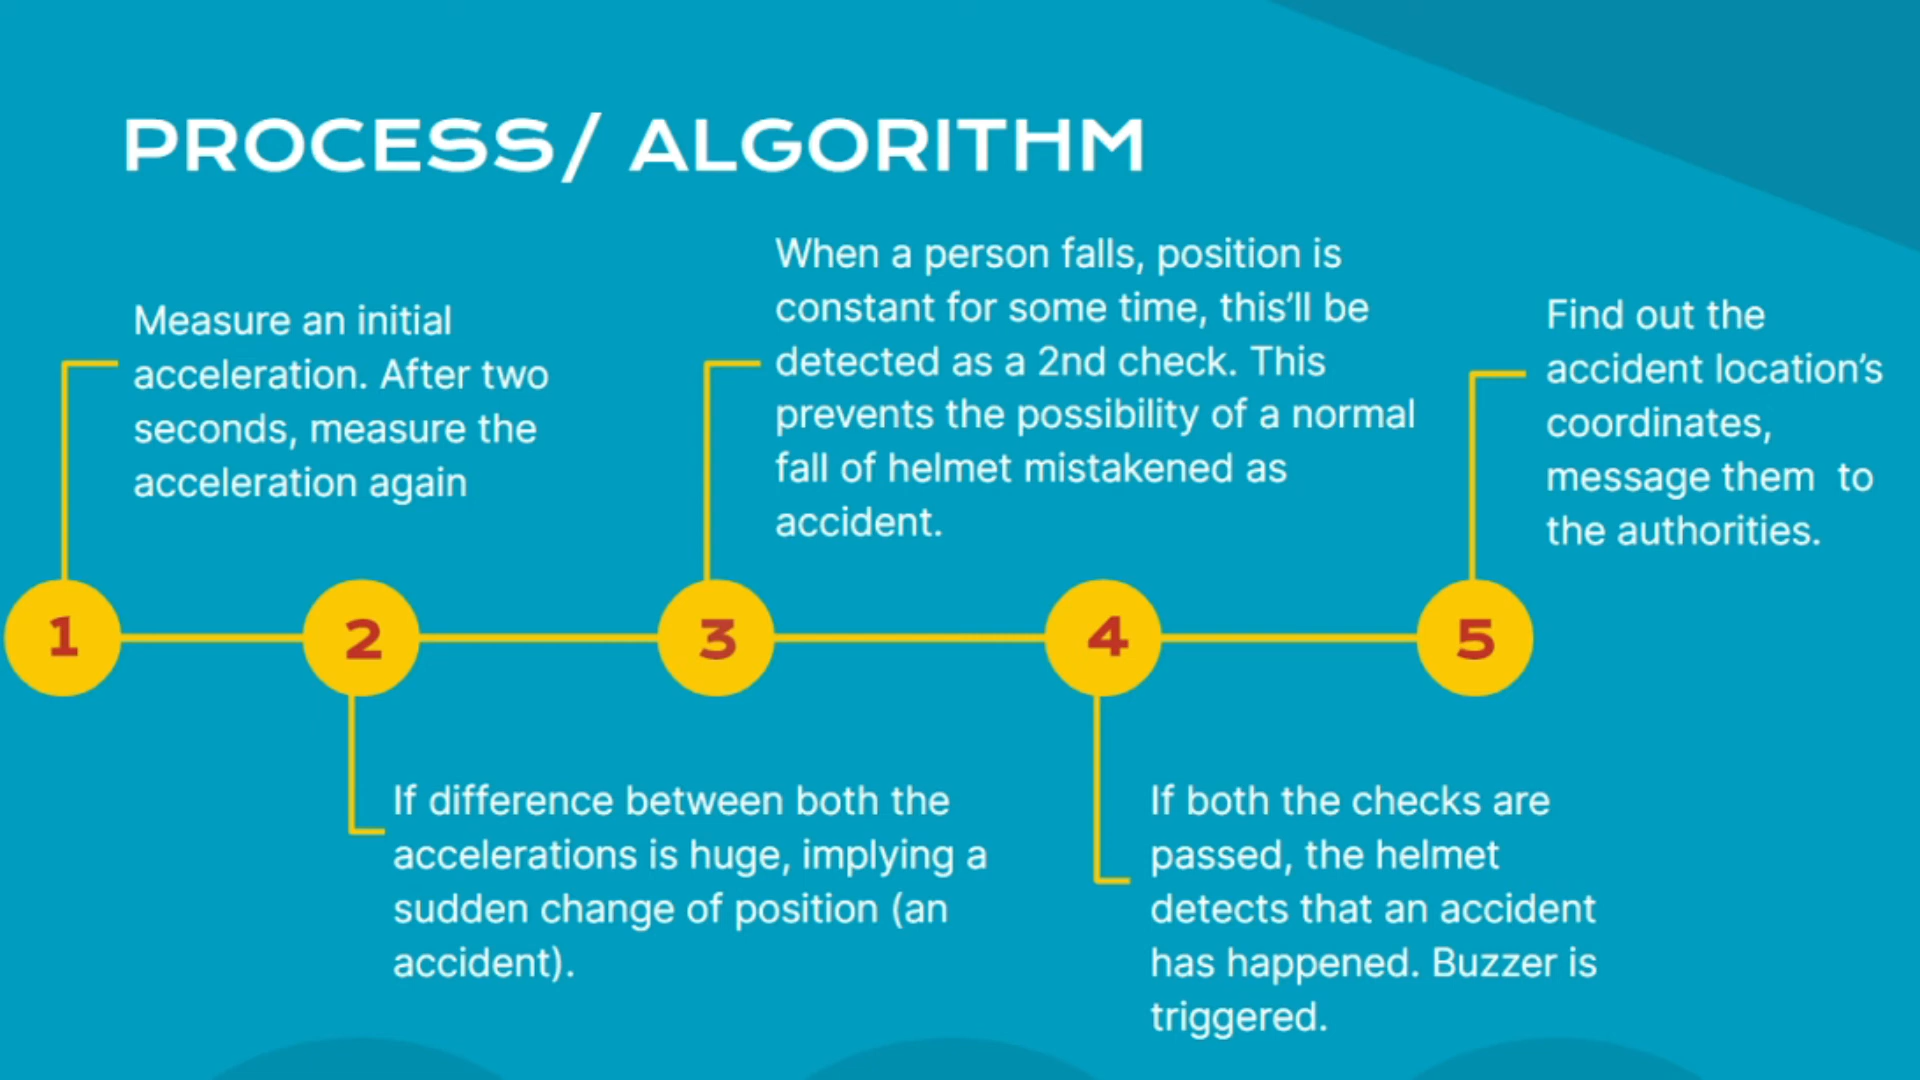 PROCESS/ ALGORITHM
Measure an initial
acceleration. After two
seconds, measure the
acceleration again
When a person falls, position is
constant for some time, this'll be
detected as a 2nd check. This
prevents the possibility of a normal
fall of helmet mistakened as
accident.
Find out the
accident location's
coordinates,
message them  to
the authorities.
1
2
3
4
5
If difference between both the
accelerations is huge, implying a
sudden change of position (an
accident).
If both the checks are
passed, the helmet
detects that an accident
has happened. Buzzer is
triggered.